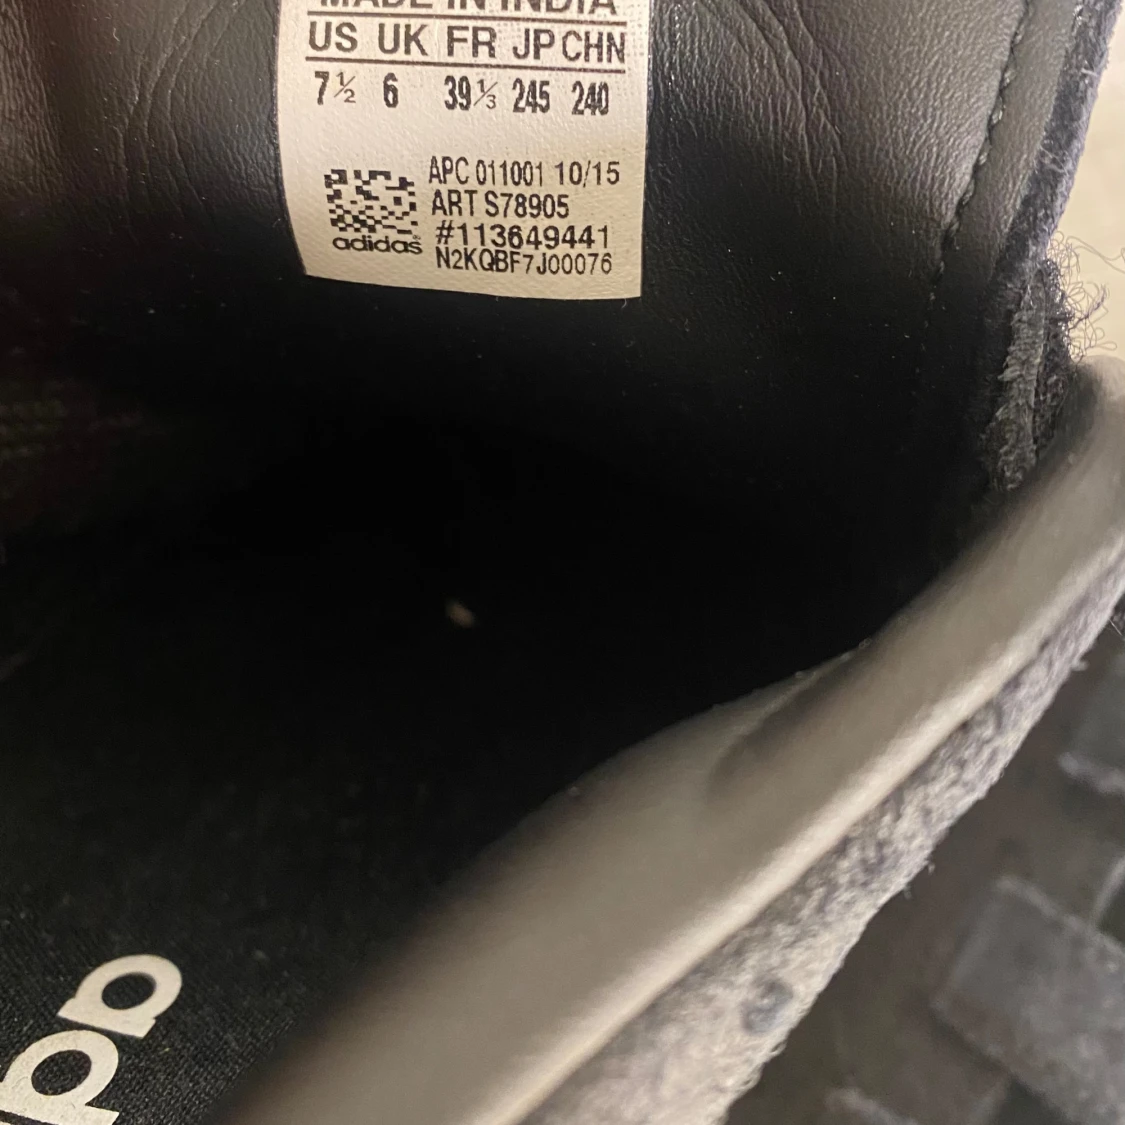 MADE IN INDIA
US UK FR JP CHN
7½ 6 39⅓ 245 240
APC 011001 10/15
ART S78905
#113649441
adidas
N2KQBF7J00076